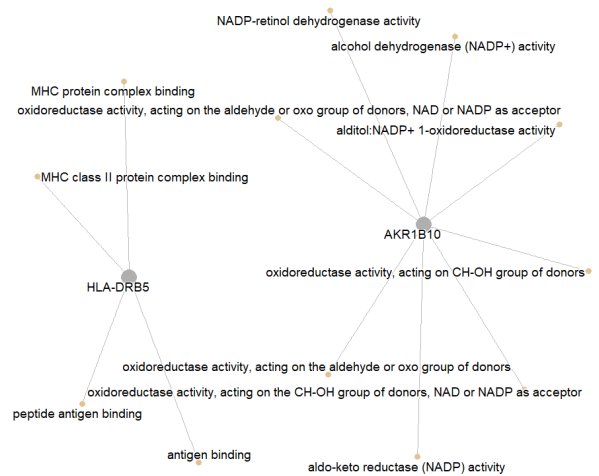 NADP-retinol dehydrogenase activity
alcohol dehydrogenase (NADP+) activity
MHC protein complex binding
oxidoreductase activity, acting on the aldehyde or oxo group of donors, NAD or NADP as acceptor
alditol:NADP+ 1-oxidoreductase activity
MHC class II protein complex binding
AKR1B10
oxidoreductase activity, acting on CH-OH group of donors
HLA-DRB5
oxidoreductase activity, acting on the aldehyde or oxo group of donors
oxidoreductase activity, acting on the CH-OH group of donors, NAD or NADP as acceptor
peptide antigen binding
antigen binding
aldo-keto reductase (NADP) activity